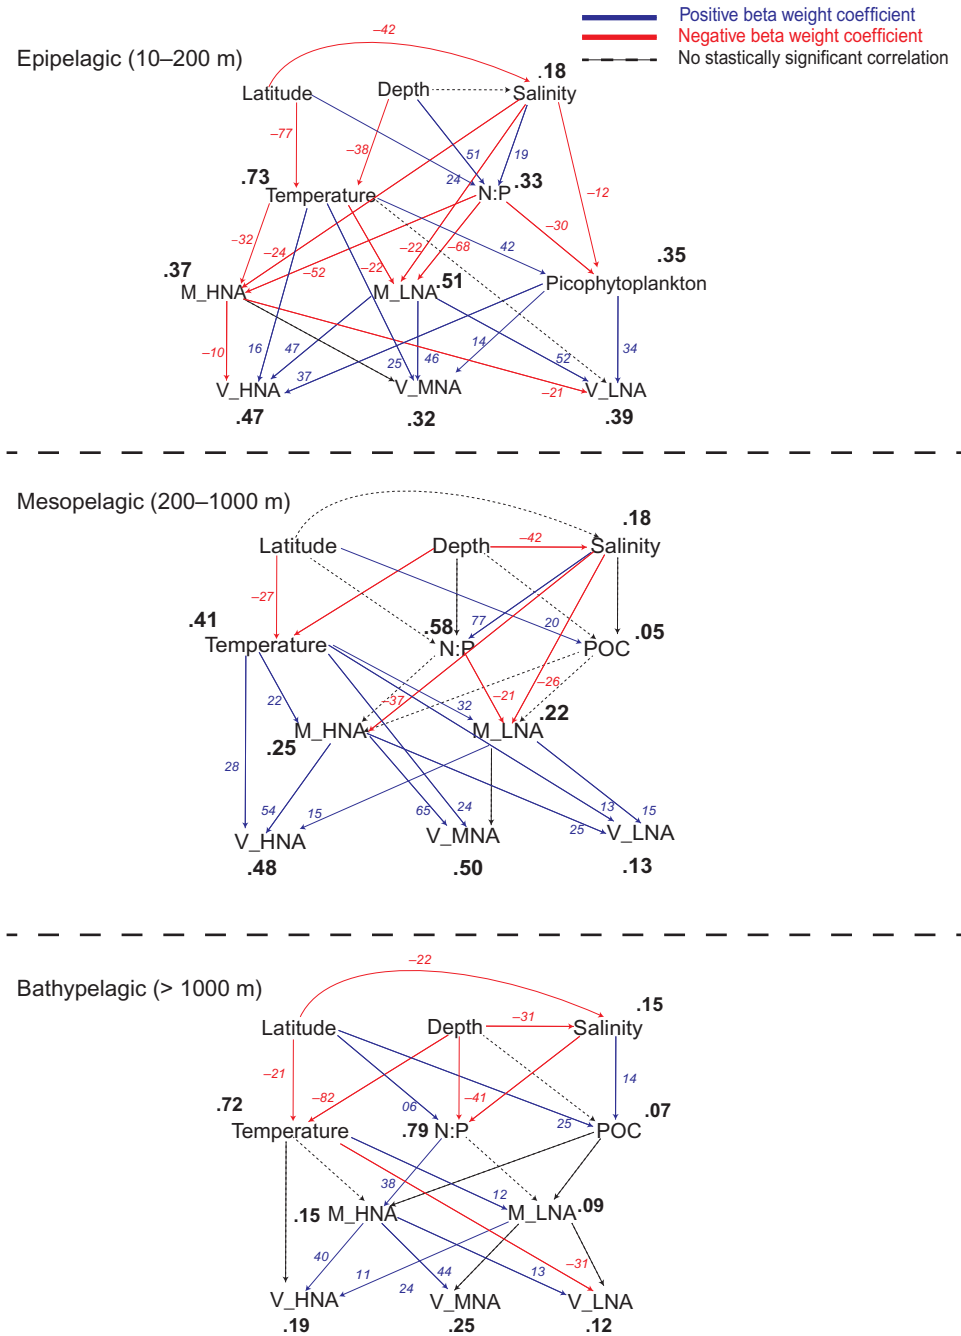 Positive beta weight coefficient
Negative beta weight coefficient
No stastically significant correlation
Epipelagic (10–200 m)
–42
.18
Latitude
Depth
Salinity
–77
–38
51
19
.73
24
.33
Temperature
N:P
–12
–32
–24
–22
–68
–30
42
.37
–52
–22
.51
.35
M_HNA
M_LNA
Picophytoplankton
–10
16
47
37
25
46
14
52
34
–21
V_HNA
V_MNA
V_LNA
.47
.32
.39
Mesopelagic (200–1000 m)
.18
Latitude
Depth
–42
Salinity
–27
.41
.58
77
20
.05
Temperature
N:P
POC
22
–37
32
–21
–26
.22
M_HNA
M_LNA
.25
28
54
15
65
24
13
25
15
V_HNA
V_MNA
V_LNA
.48
.50
.13
Bathypelagic (> 1000 m)
–22
.15
Latitude
Depth
–31
Salinity
–21
–82
–41
14
.72
06
25
.07
Temperature
.79
N:P
POC
38
12
.15
M_HNA
M_LNA
.09
40
11
44
24
13
–31
V_HNA
V_MNA
V_LNA
.19
.25
.12